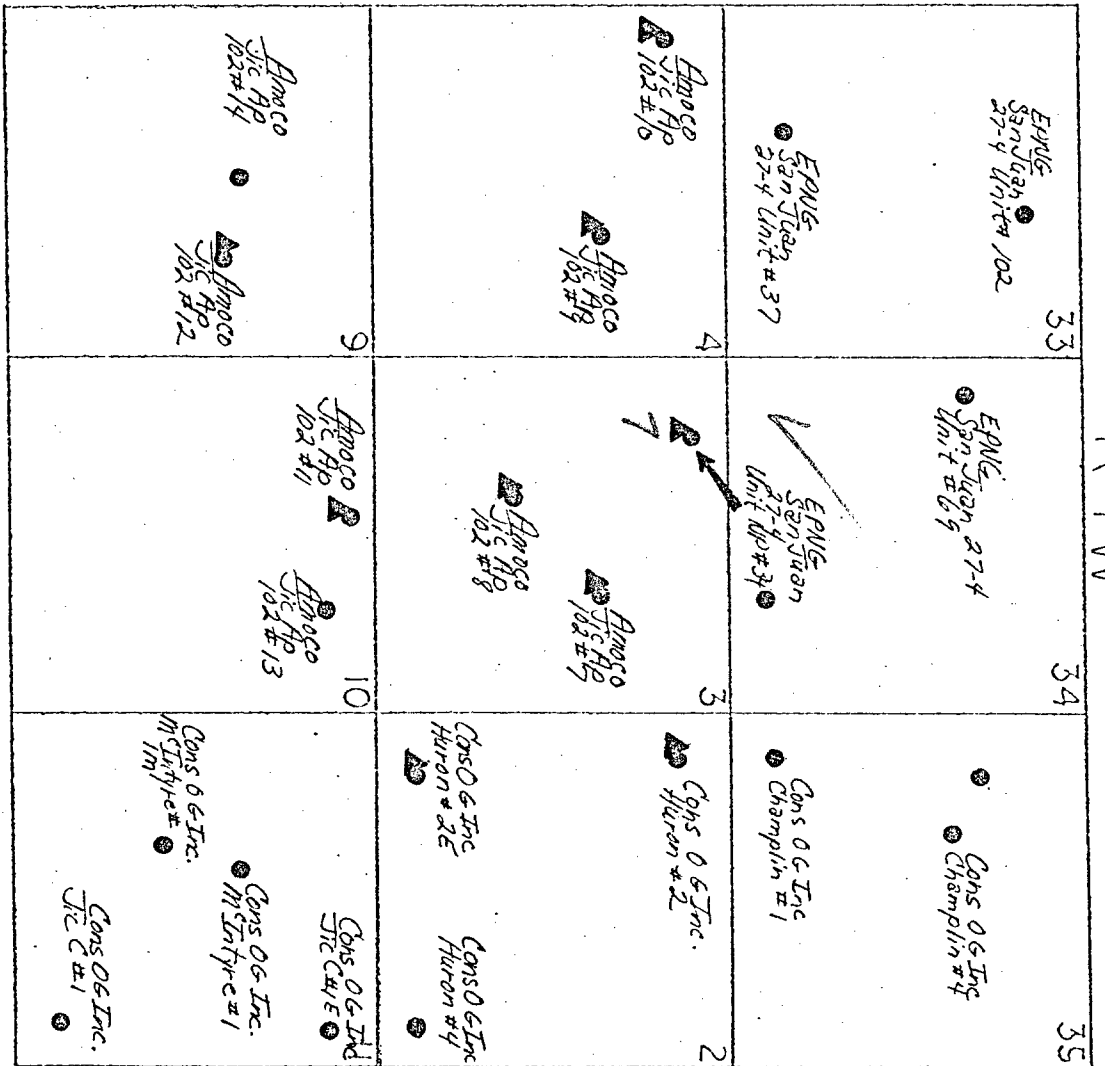 33
EPNG
San Juan
27-4 Unit # 102
EPNG
San Juan
27-4 Unit # 37
34
EPNG
San Juan 27-4
Unit # 69
EPNG
San Juan
27-4
35
Cons O G Inc
Champlin #4
Cons O G Inc
Champlin #1
4
Amoco
Jic Ap
102 # 10
Amoco
Jic Ap
102 # 9
3
7
Amoco
Jic Ap
102 # 8
Amoco
Jic Ap
102 # 7
2
Cons O G Inc.
Huron # 2
Cons O G Inc
Huron # 2E
Cons O G Inc
Huron #4
9
Amoco
Jic Ap
102 # 14
Amoco
Jic Ap
102 # 12
10
Amoco
Jic Ap
102 # 11
Amoco
Jic Ap
102 # 13
Cons O G Inc
Jic C #1E
Cons O G Inc.
McIntyre #1
Cons O G Inc.
McIntyre #
1M
Cons O G Inc.
Jic C #1